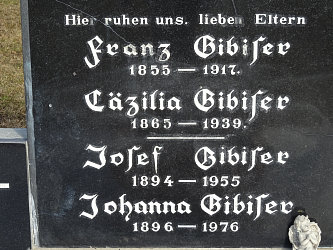 Hier ruhen uns. lieben Eltern
Franz Gibiser
1855 — 1917.
Cäzilia Gibiser
1865 — 1939.
Josef Gibiser
1894 — 1955
Johanna Gibiser
1896 — 1976